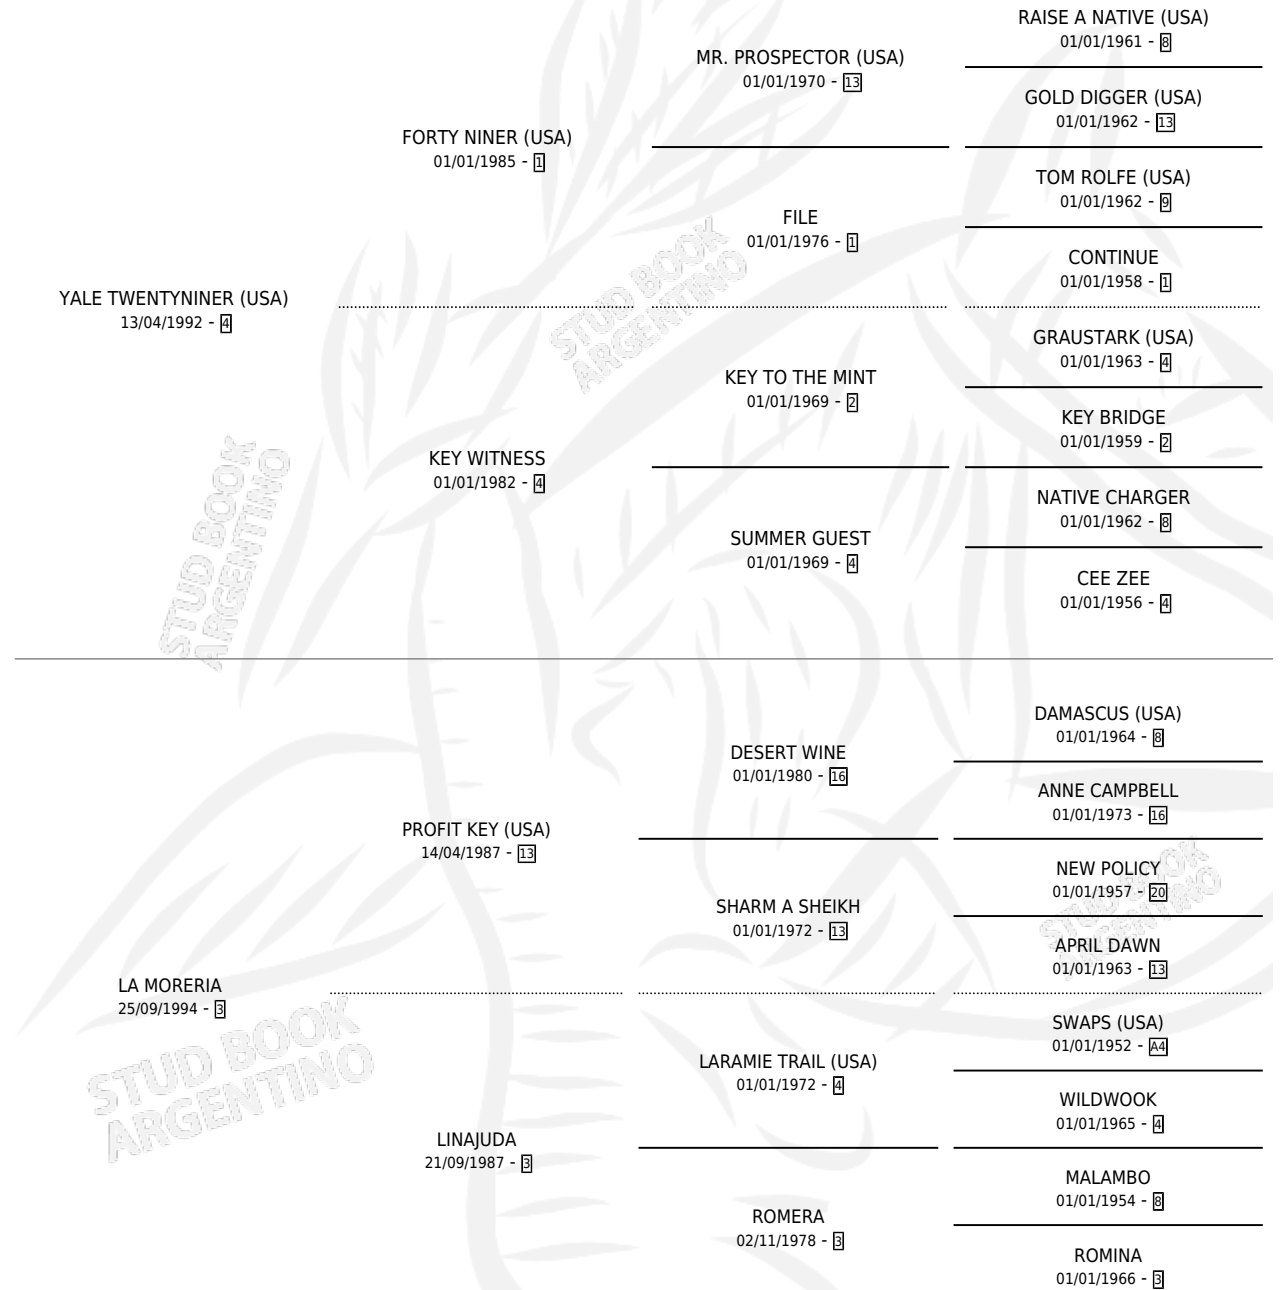 RAISE A NATIVE (USA)
01/01/1961 - 8
MR. PROSPECTOR (USA)
01/01/1970 - 13
GOLD DIGGER (USA)
01/01/1962 - 13
FORTY NINER (USA)
01/01/1985 - 1
TOM ROLFE (USA)
01/01/1962 - 9
FILE
01/01/1976 - 1
CONTINUE
01/01/1958 - 1
YALE TWENTYNINER (USA)
13/04/1992 - 4
GRAUSTARK (USA)
01/01/1963 - 4
KEY TO THE MINT
01/01/1969 - 2
KEY BRIDGE
01/01/1959 - 2
KEY WITNESS
01/01/1982 - 4
NATIVE CHARGER
01/01/1962 - 8
SUMMER GUEST
01/01/1969 - 4
CEE ZEE
01/01/1956 - 4
STUD BOOK
ARGENTINO
STUD BOOK
ARGENTINO
DAMASCUS (USA)
01/01/1964 - 8
DESERT WINE
01/01/1980 - 16
ANNE CAMPBELL
01/01/1973 - 16
PROFIT KEY (USA)
14/04/1987 - 13
NEW POLICY
01/01/1957 - 20
SHARM A SHEIKH
01/01/1972 - 13
APRIL DAWN
01/01/1963 - 13
STUD BOOK
ARGENTINO
LA MORERIA
25/09/1994 - 3
SWAPS (USA)
01/01/1952 - A4
LARAMIE TRAIL (USA)
01/01/1972 - 4
WILDWOOK
01/01/1965 - 4
STUD BOOK
ARGENTINO
LINAJUDA
21/09/1987 - 3
MALAMBO
01/01/1954 - 8
ROMERA
02/11/1978 - 3
ROMINA
01/01/1966 - 3